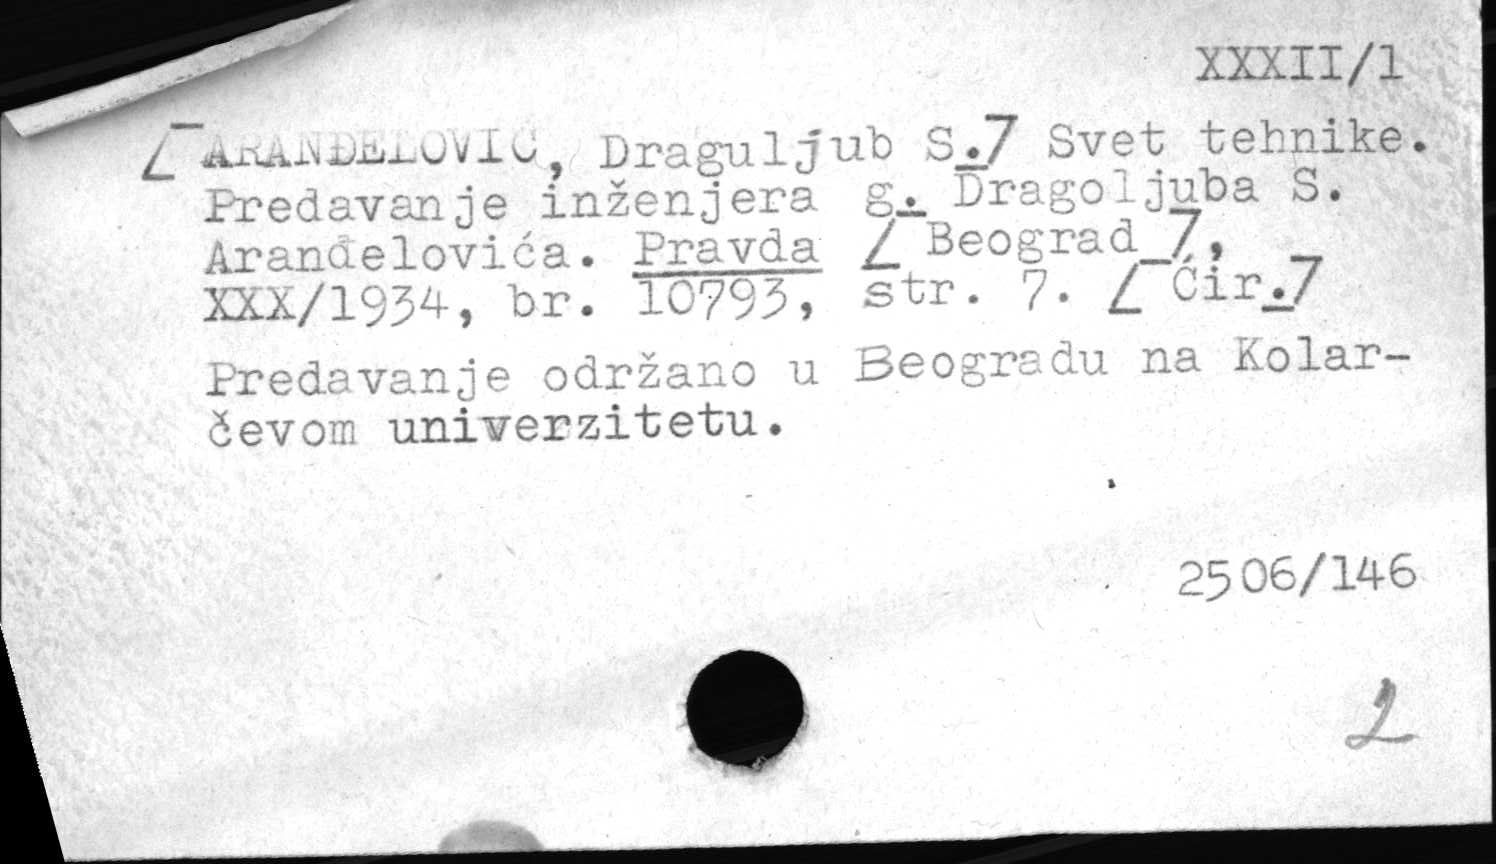 XXXII/1
[ARANĐELOVIĆ, Draguljub S.] Svet tehnike.
Predavanje inženjera g. Dragoljuba S.
Aranđelovića. Pravda [Beograd],
XXX/1934, br. 10793, str. 7. [Ćir.]
Predavanje održano u Beogradu na Kolar-
čevom univerzitetu.
2506/146
2